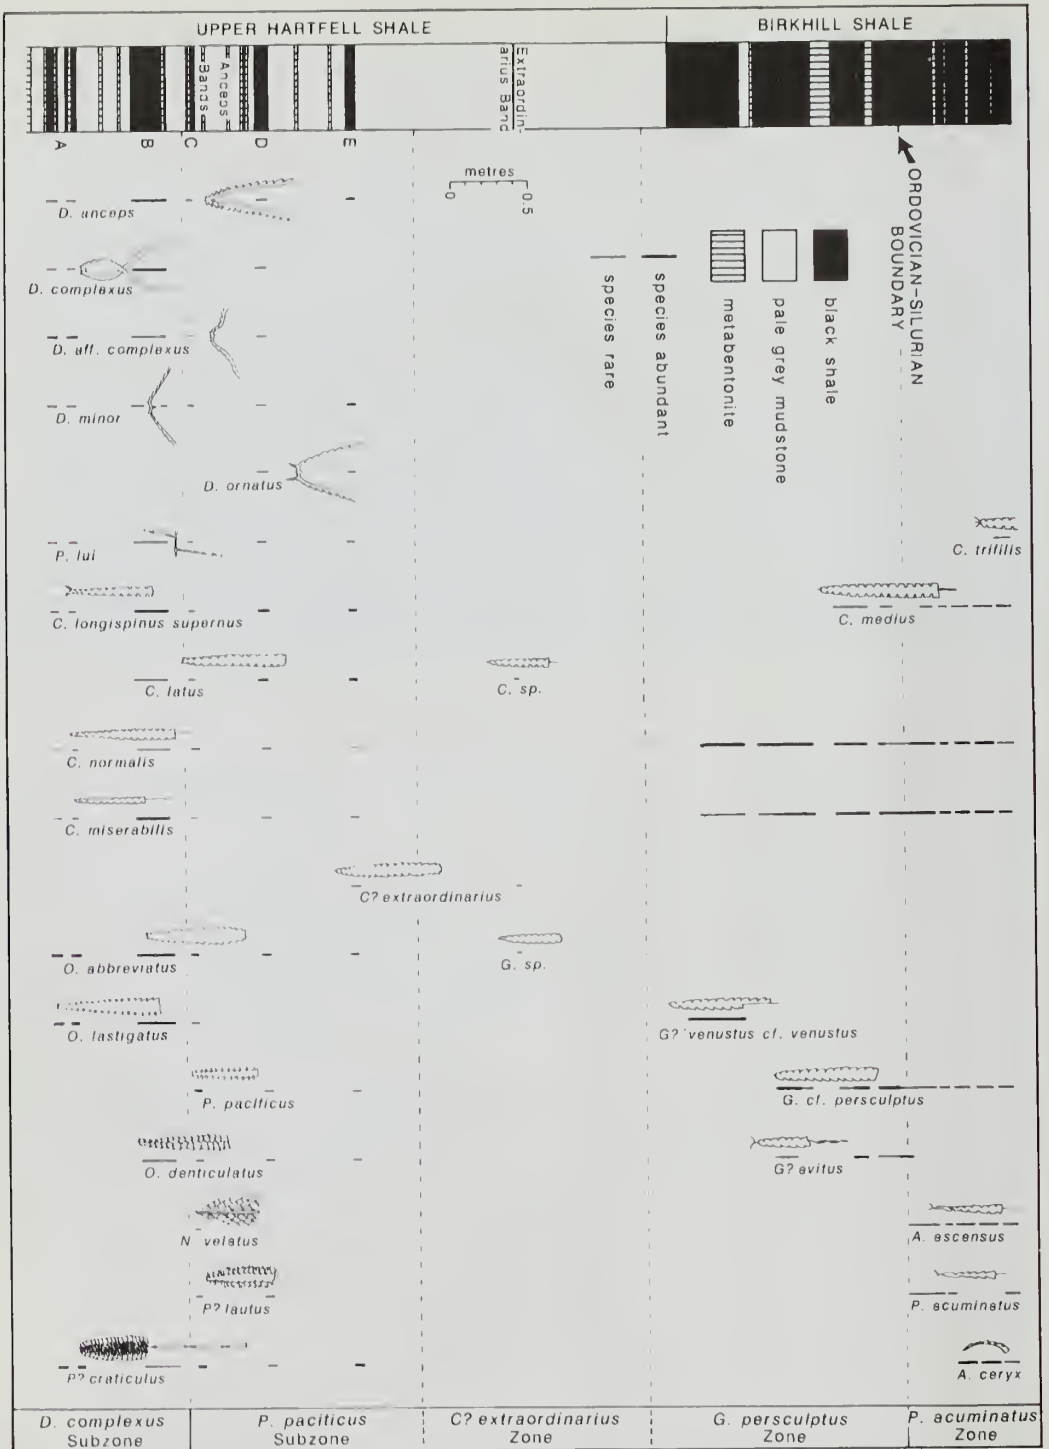 UPPER HARTFELL SHALE
BIRKHILL SHALE
Anceps
Bands
Extraordin-
arius Band
A
B
C
D
E
metres
0
0.5
ORDOVICIAN-SILURIAN
BOUNDARY
black shale
pale grey mudstone
metabentonite
species abundant
species rare
D. anceps
D. complexus
D. aff. complexus
D. minor
D. ornatus
P. lui
C. trifilis
C. longispinus supernus
C. medius
C. latus
C. sp.
C. normalis
C. miserabilis
C? extraordinarius
O. abbreviatus
G. sp.
O. fastigatus
G? venustus cf. venustus
P. pacificus
G. cf. persculptus
O. denticulatus
G? avitus
N velatus
A. ascensus
P? lautus
P. acuminatus
P? craticulus
A. ceryx
D. complexus
Subzone
P. pacificus
Subzone
C? extraordinarius
Zone
G. persculptus
Zone
P. acuminatus
Zone